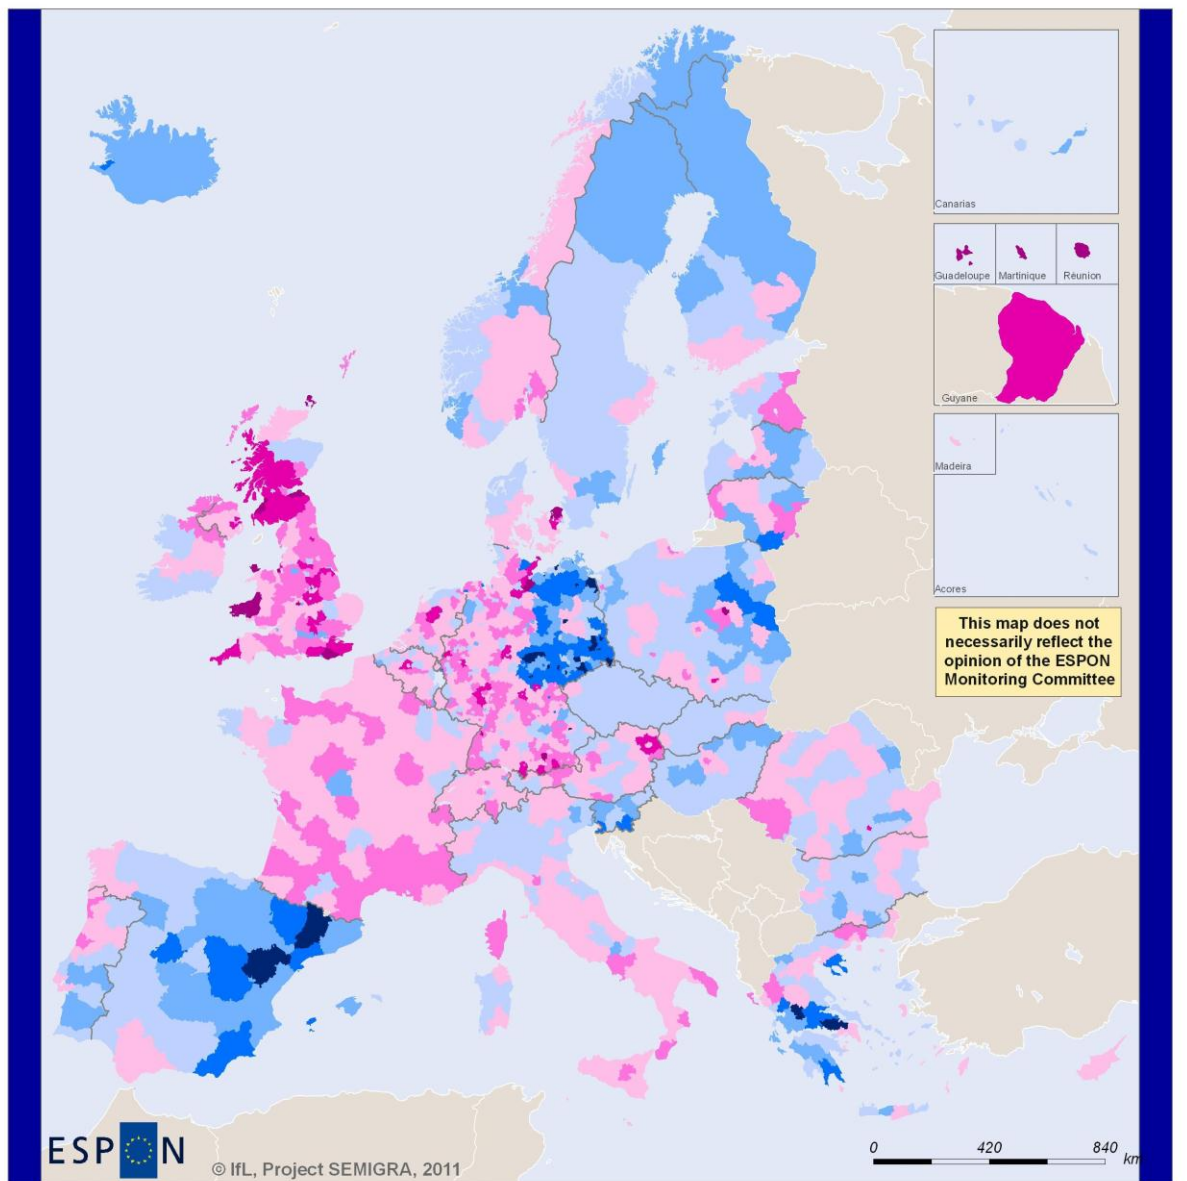 Canarias
Guadeloupe
Martinique
Réunion
Guyane
Madeira
Acores
This map does not
necessarily reflect the
opinion of the ESPON
Monitoring Committee
ESPON
© IfL, Project SEMIGRA, 2011
0 420 840
km